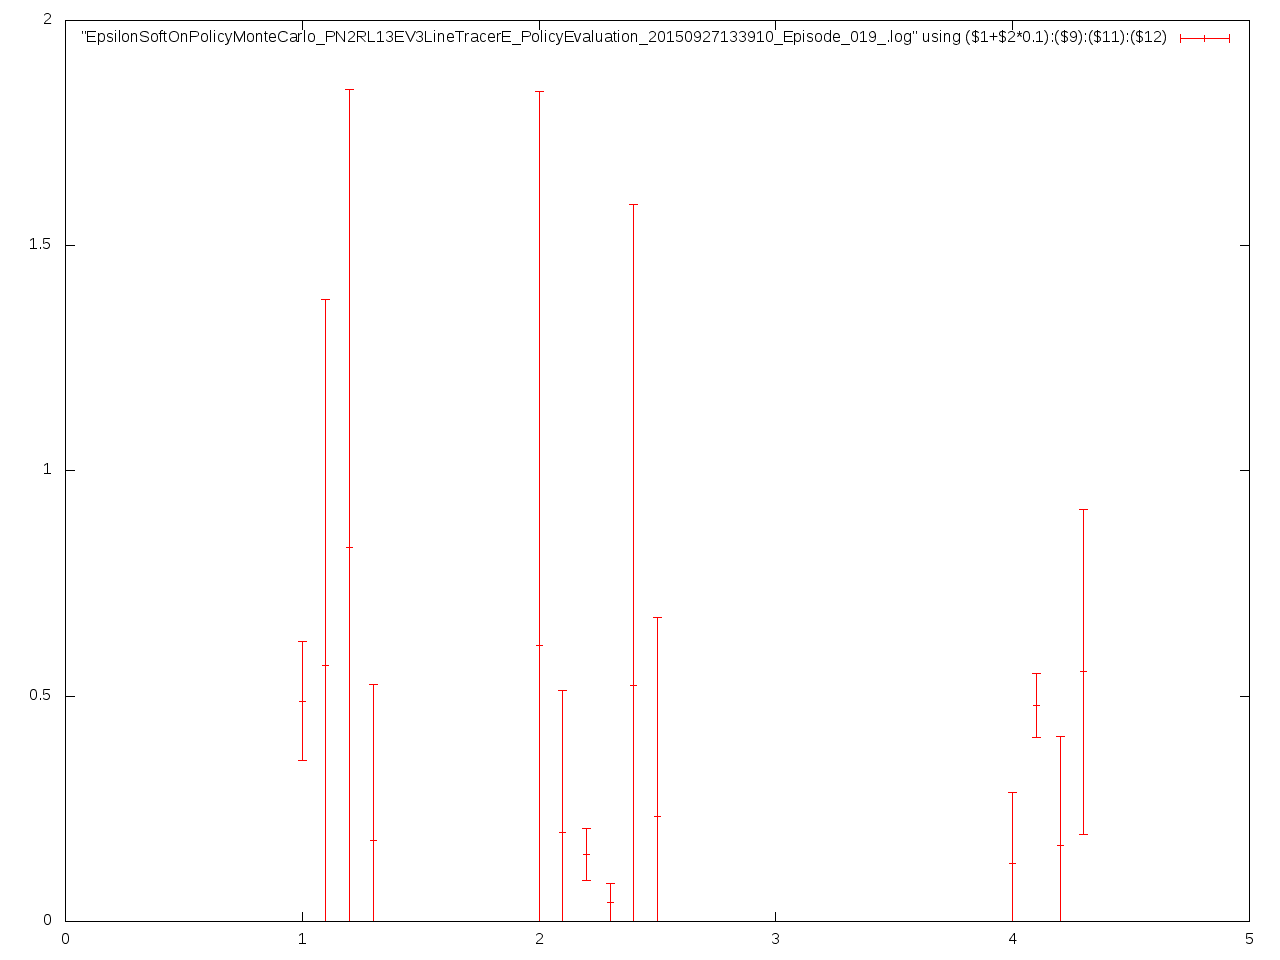 2
"EpsilonSoftOnPolicyMonteCarlo_PN2RL13EV3LineTracerE_PolicyEvaluation_20150927133910_Episode_019_.log" using ($1+$2*0.1):($9):($11):($12)
1.5
1
0.5
0
0 1 2 3 4 5